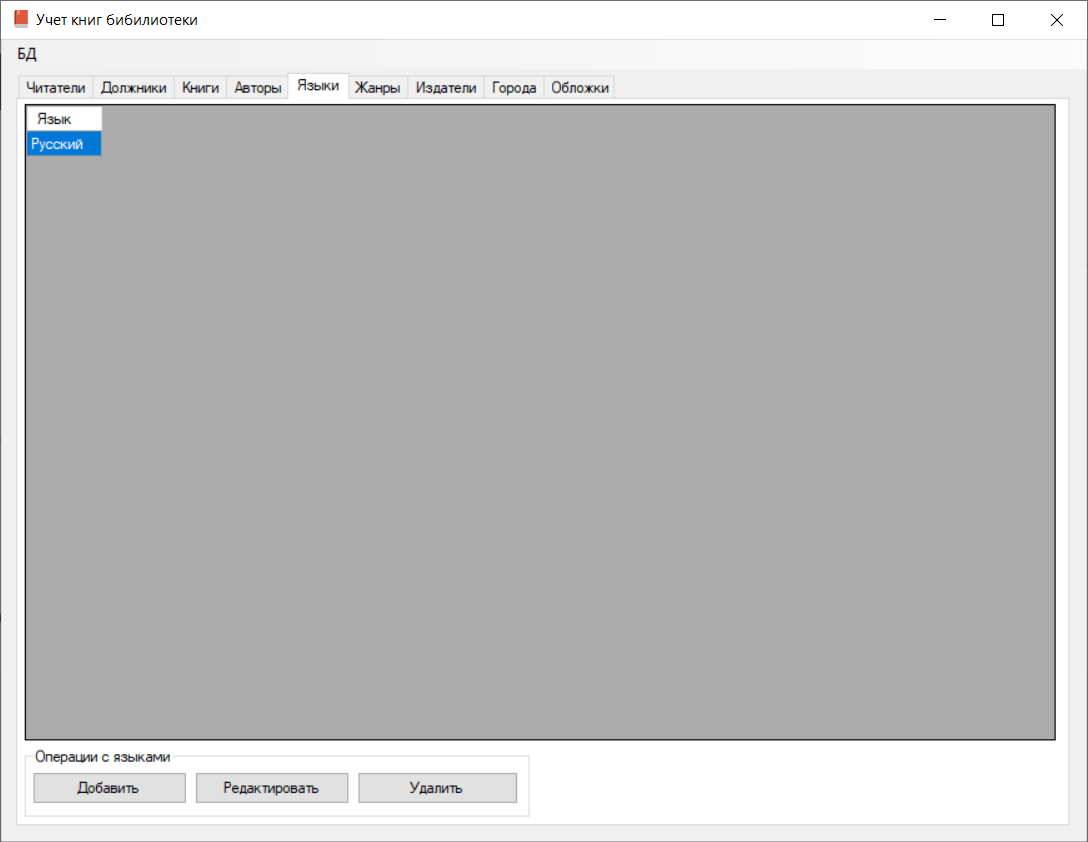 Учет книг бибилиотеки
БД
Читатели Должники Книги Авторы Языки Жанры Издатели Города Обложки
Язык
Русский
Операции с языками
Добавить Редактировать Удалить